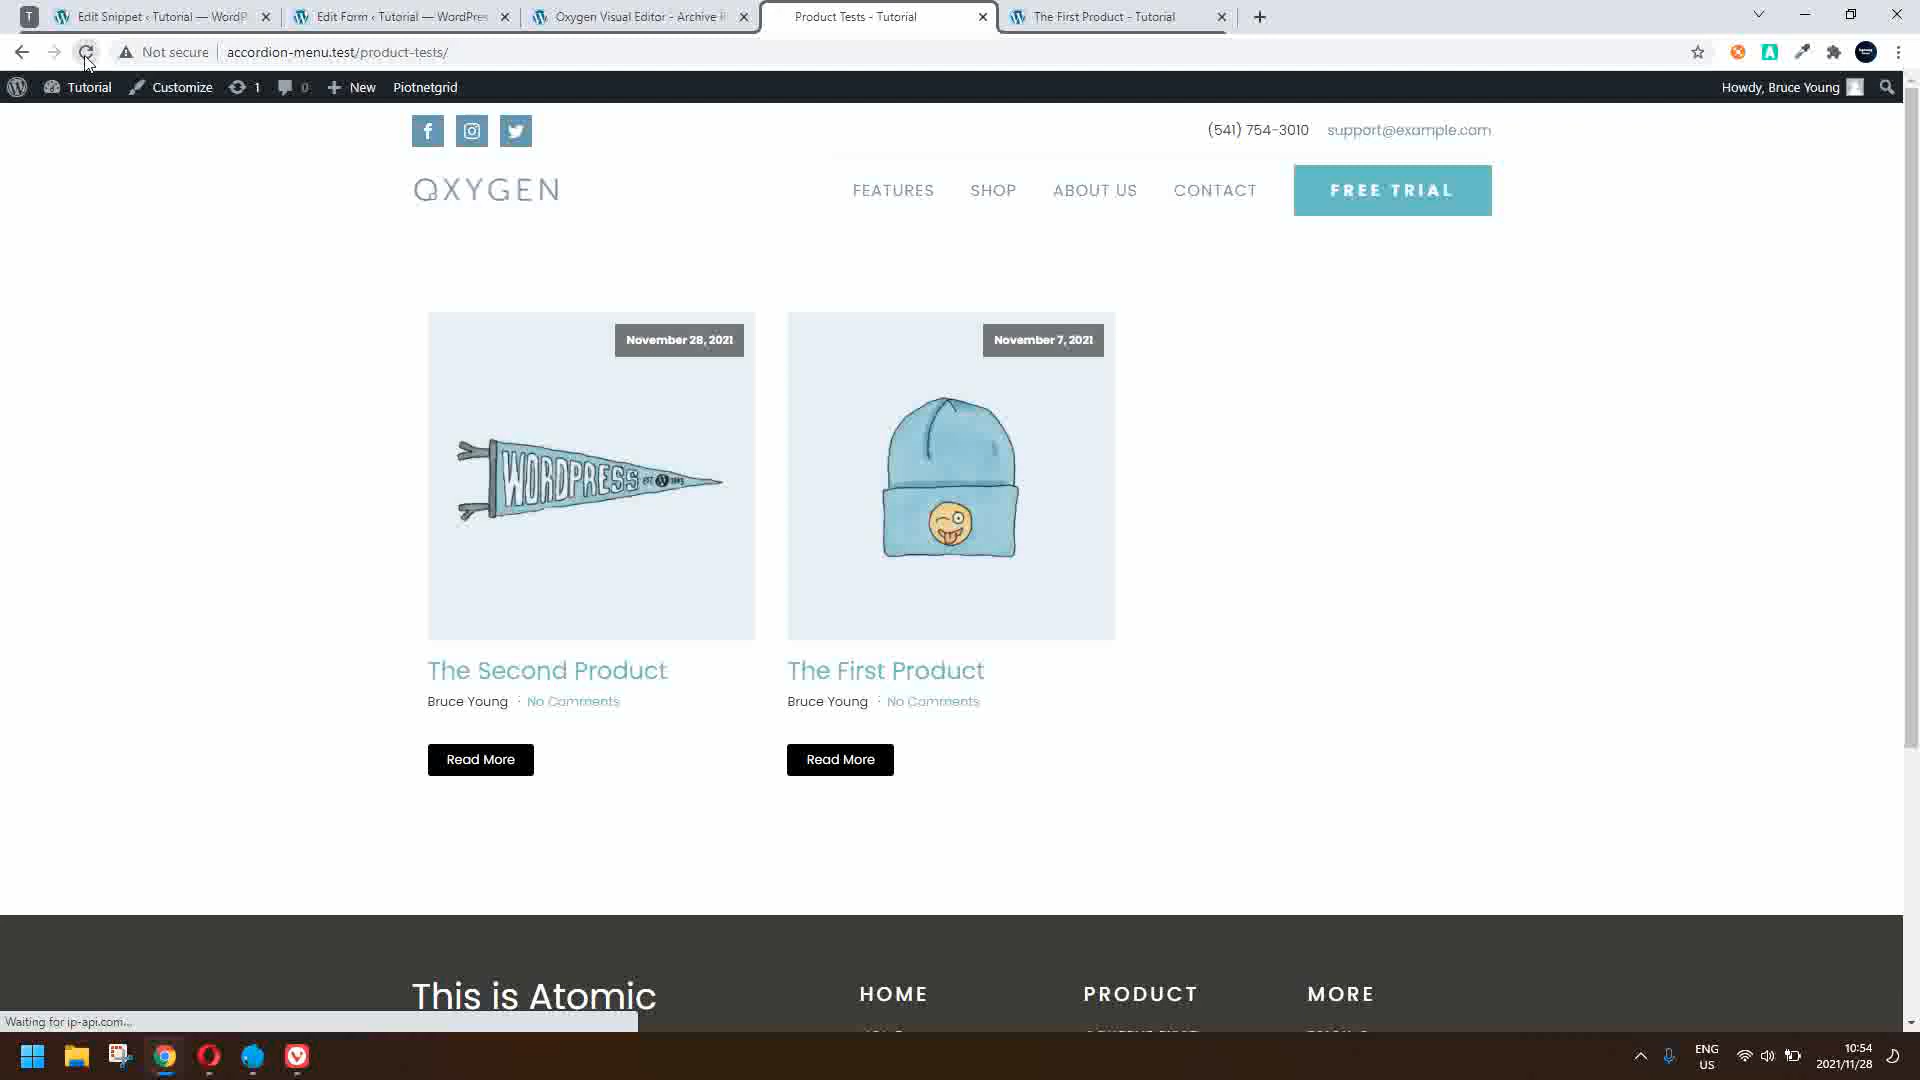 T
Edit Snippet ‹ Tutorial — WordP
Edit Form ‹ Tutorial — WordPres
Oxygen Visual Editor - Archive
Product Tests - Tutorial
The First Product - Tutorial
Not secure
accordion-menu.test/product-tests/
Tutorial
Customize
1
0
New
Piotnetgrid
Howdy, Bruce Young
(541) 754-3010
support@example.com
OXYGEN
FEATURES
SHOP
ABOUT US
CONTACT
FREE TRIAL
November 28, 2021
November 7, 2021
WORDPRESS
The Second Product
The First Product
Bruce Young · No Comments
Bruce Young · No Comments
Read More
Read More
This is Atomic
HOME
PRODUCT
MORE
Waiting for ip-api.com...
ENG
US
10:54
2021/11/28